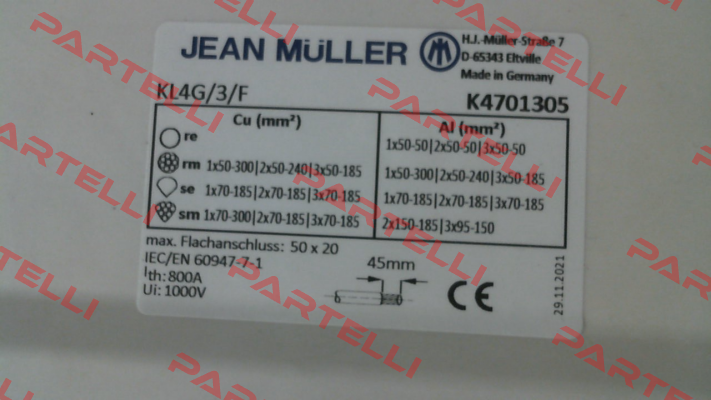 JEAN MÜLLER
H.J.-Müller-Straße 7
D-65343 Eltville
Made in Germany
KL4G/3/F
K4701305
Cu (mm²) Al (mm²)
re 1x50-50|2x50-50|3x50-50
rm 1x50-300|2x50-240|3x50-185 1x50-300|2x50-240|3x50-185
se 1x70-185|2x70-185|3x70-185 1x70-185|2x70-185|3x70-185
sm 1x70-300|2x70-185|3x70-185 2x150-185|3x95-150
max. Flachanschluss: 50 x 20
IEC/EN 60947-7-1
Ith: 800A
Ui: 1000V
45mm
CE
29.11.2021
PARTELLI
PARTELLI
PARTELLI
PARTELLI
PARTELLI
PARTELLI